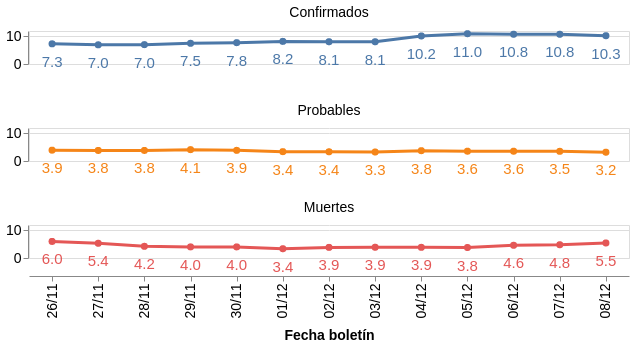 Confirmados
10
0
7.3 7.0 7.0 7.5 7.8 8.2 8.1 8.1 10.2 11.0 10.8 10.8 10.3
Probables
10
0
3.9 3.8 3.8 4.1 3.9 3.4 3.4 3.3 3.8 3.6 3.6 3.5 3.2
Muertes
10
0
6.0 5.4 4.2 4.0 4.0 3.4 3.9 3.9 3.9 3.8 4.6 4.8 5.5
26/11 27/11 28/11 29/11 30/11 01/12 02/12 03/12 04/12 05/12 06/12 07/12 08/12
Fecha boletín